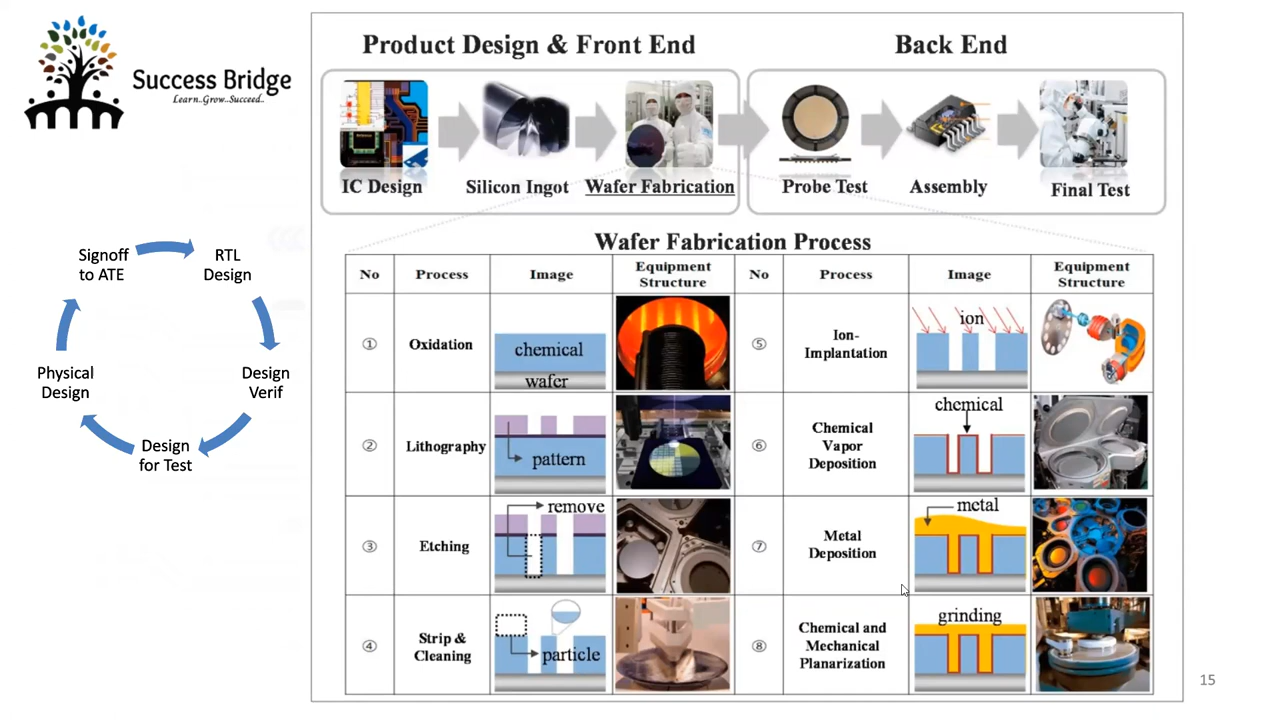 Success Bridge
Learn..Grow..Succeed..
Signoff
to ATE
RTL
Design
Design
Verif
Design
for Test
Physical
Design
Product Design & Front End
Back End
IC Design
Silicon Ingot
Wafer Fabrication
Probe Test
Assembly
Final Test
Wafer Fabrication Process
No
Process
Image
Equipment
Structure
No
Process
Image
Equipment
Structure
①
Oxidation
chemical
wafer
⑤
Ion-
Implantation
ion
②
Lithography
pattern
⑥
Chemical
Vapor
Deposition
chemical
③
Etching
remove
⑦
Metal
Deposition
metal
④
Strip &
Cleaning
particle
⑧
Chemical and
Mechanical
Planarization
grinding
15